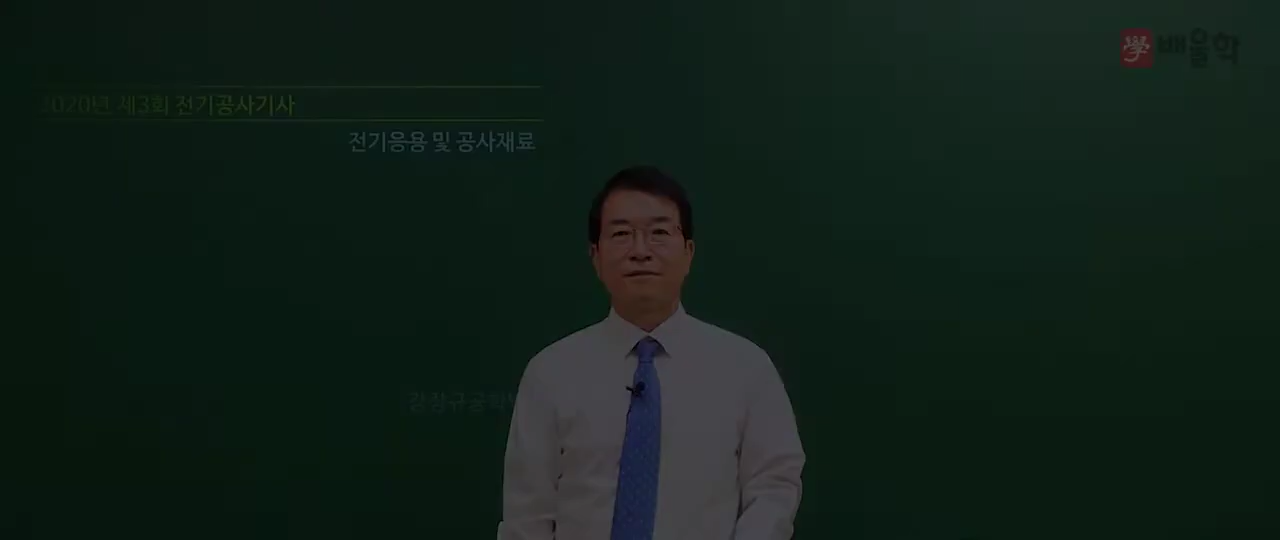 2020년 제3회 전기공사기사
전기응용 및 공사재료
學 배울학